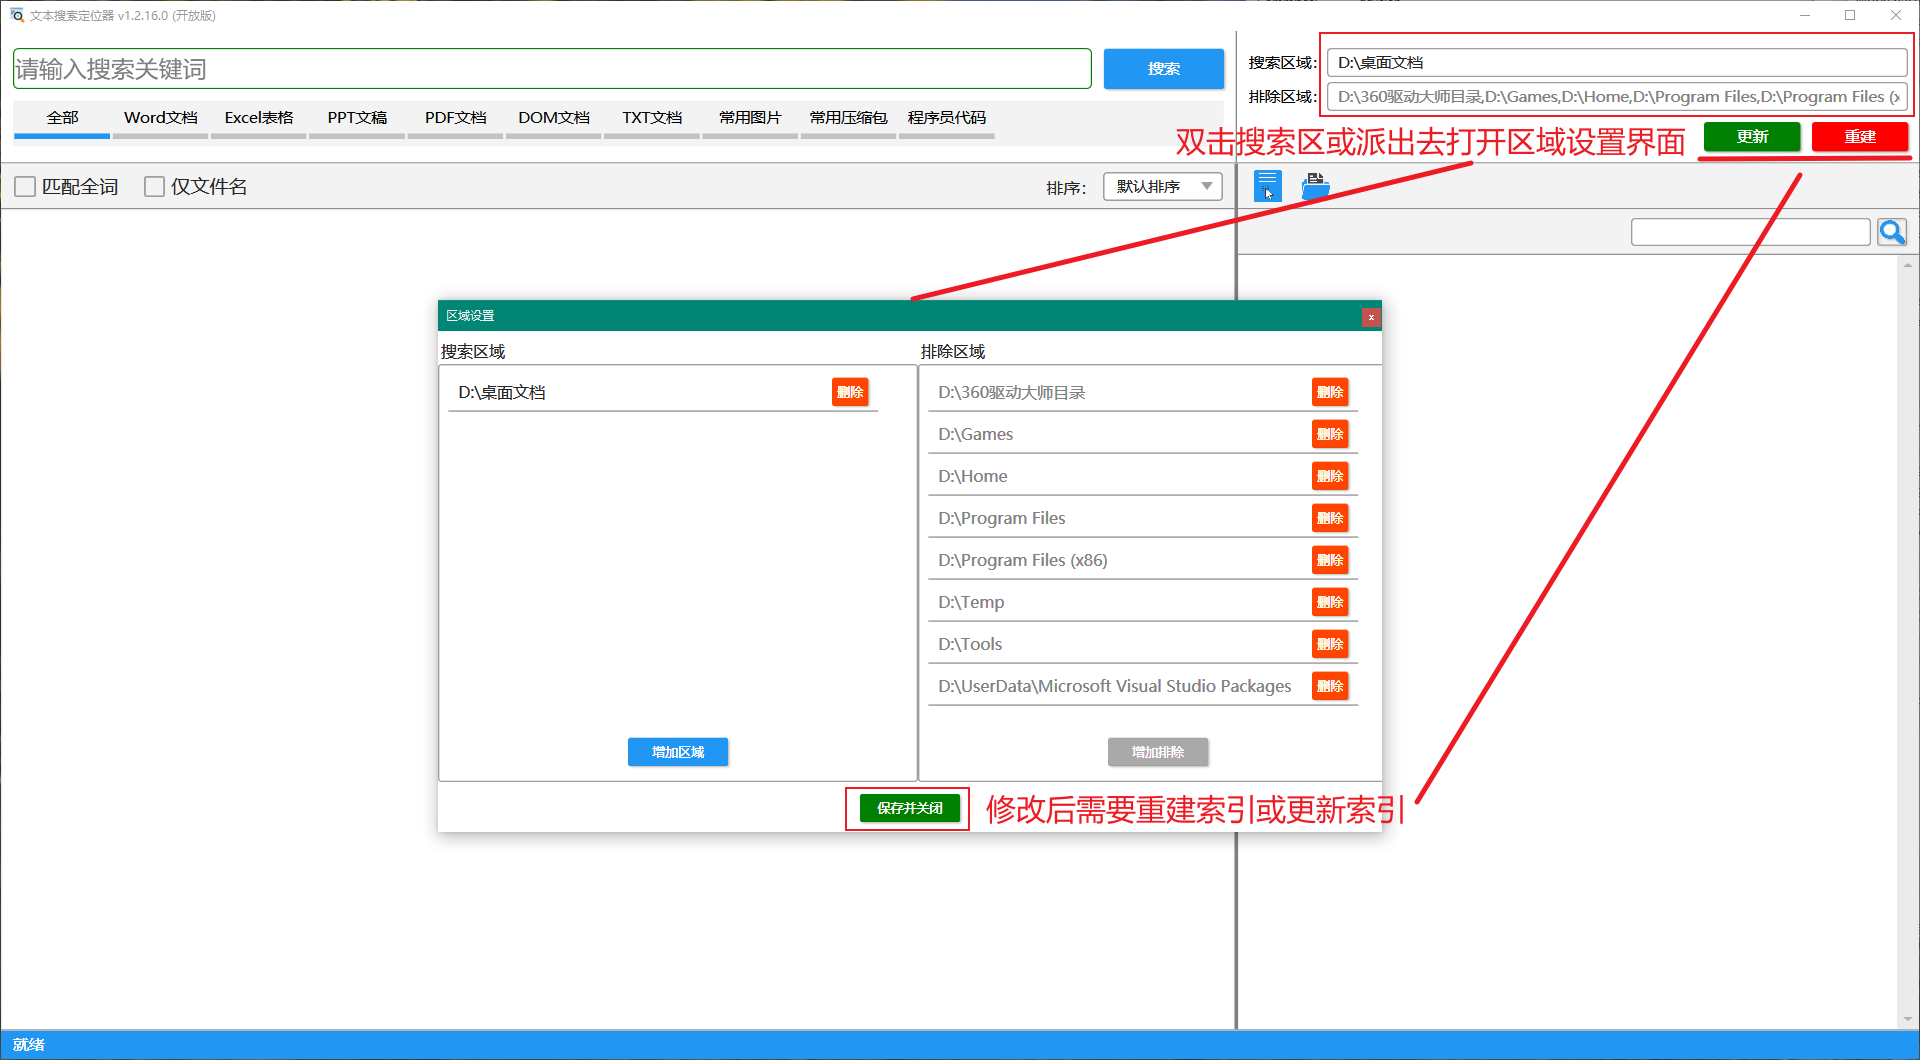 文本搜索定位器 v1.2.16.0 (开放版)
请输入搜索关键词
搜索
搜索区域:
D:\桌面文档
排除区域:
D:\360驱动大师目录,D:\Games,D:\Home,D:\Program Files,D:\Program Files (x
全部
Word文档
Excel表格
PPT文稿
PDF文档
DOM文档
TXT文档
常用图片
常用压缩包
程序员代码
双击搜索区或派出去打开区域设置界面
更新
重建
匹配全词
仅文件名
排序:
默认排序
区域设置
x
搜索区域
排除区域
D:\桌面文档
删除
D:\360驱动大师目录
删除
D:\Games
删除
D:\Home
删除
D:\Program Files
删除
D:\Program Files (x86)
删除
D:\Temp
删除
D:\Tools
删除
D:\UserData\Microsoft Visual Studio Packages
删除
增加区域
增加排除
保存并关闭
修改后需要重建索引或更新索引
就绪